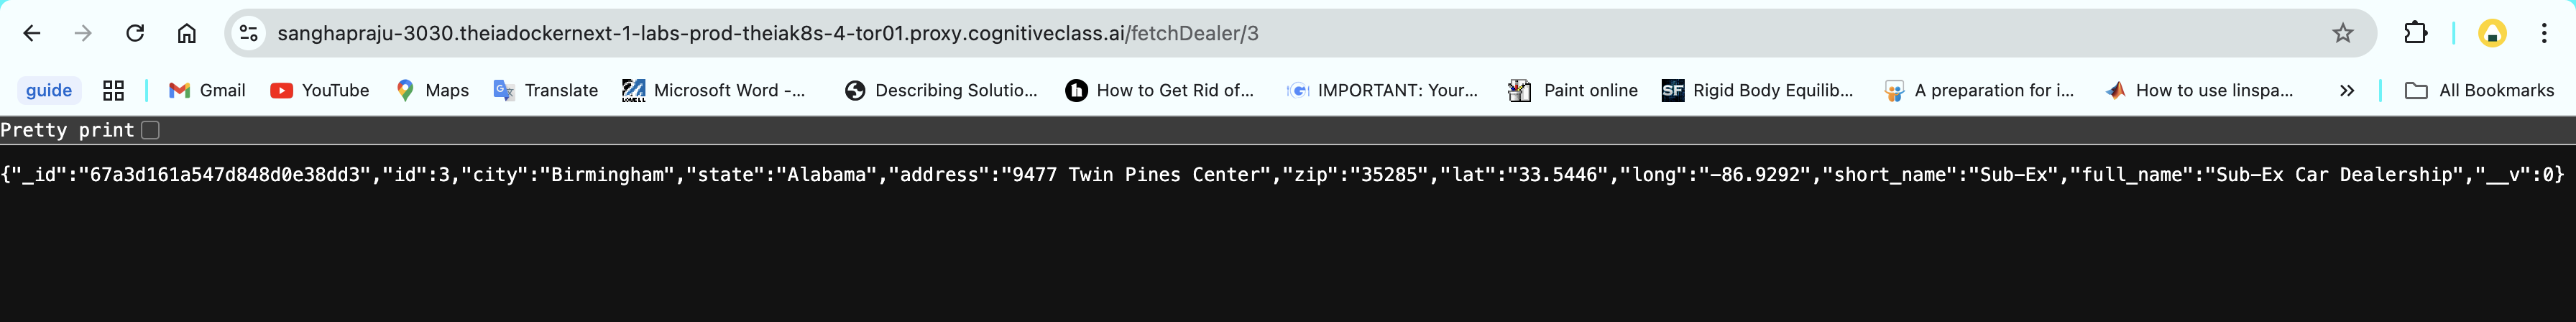 sanghapraju-3030.theiadockernext-1-labs-prod-theiak8s-4-tor01.proxy.cognitiveclass.ai/fetchDealer/3
guide Gmail YouTube Maps Translate Microsoft Word -... Describing Solutio... How to Get Rid of... IMPORTANT: Your... Paint online SF Rigid Body Equilib... A preparation for i... How to use linspa... » All Bookmarks
Pretty print
{"_id":"67a3d161a547d848d0e38dd3","id":3,"city":"Birmingham","state":"Alabama","address":"9477 Twin Pines Center","zip":"35285","lat":"33.5446","long":"-86.9292","short_name":"Sub-Ex","full_name":"Sub-Ex Car Dealership","__v":0}